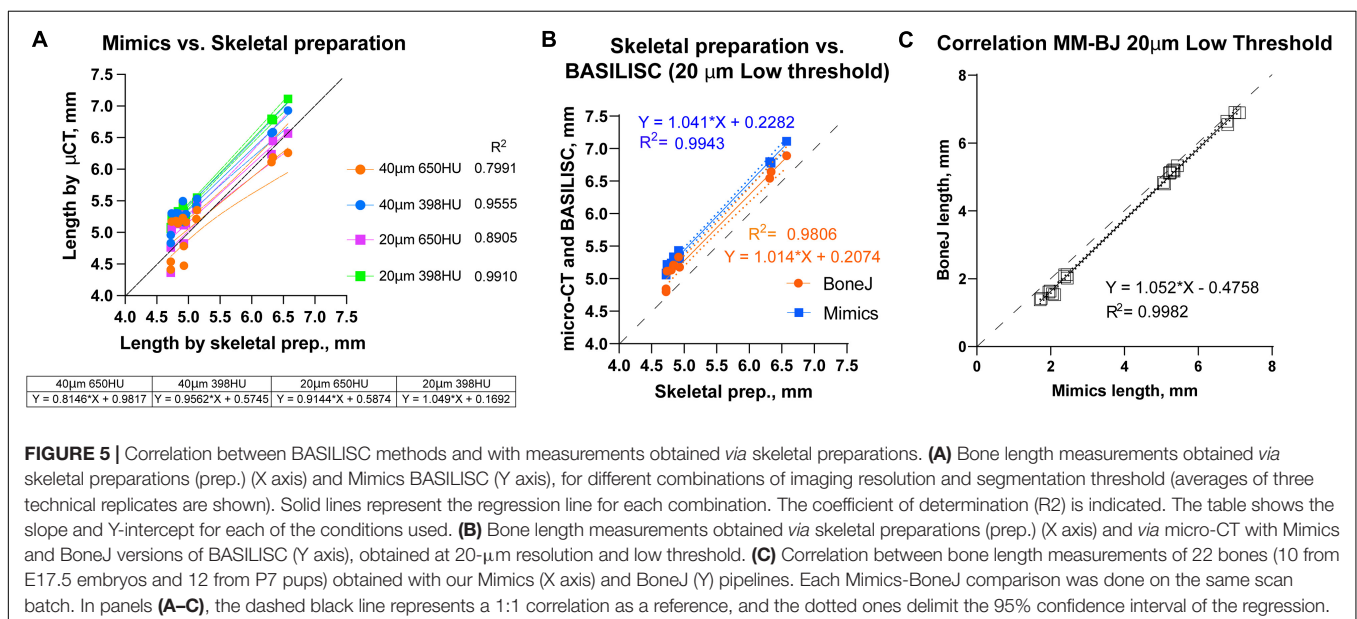 A
Mimics vs. Skeletal preparation
Length by µCT, mm
7.5
7.0
6.5
6.0
5.5
5.0
4.5
4.0
4.0 4.5 5.0 5.5 6.0 6.5 7.0 7.5
Length by skeletal prep., mm
R2
40µm 650HU 0.7991
40µm 398HU 0.9555
20µm 650HU 0.8905
20µm 398HU 0.9910
40µm 650HU 40µm 398HU 20µm 650HU 20µm 398HU
Y = 0.8146*X + 0.9817 Y = 0.9562*X + 0.5745 Y = 0.9144*X + 0.5874 Y = 1.049*X + 0.1692
B
Skeletal preparation vs.
BASILISC (20 µm Low threshold)
micro-CT and BASILISC, mm
7.5
7.0
6.5
6.0
5.5
5.0
4.5
4.0
Y = 1.041*X + 0.2282
R2= 0.9943
R2= 0.9806
Y = 1.014*X + 0.2074
BoneJ
Mimics
4.0 4.5 5.0 5.5 6.0 6.5 7.0 7.5
Skeletal prep., mm
C
Correlation MM-BJ 20µm Low Threshold
BoneJ length, mm
8
6
4
2
0
Y = 1.052*X - 0.4758
R2= 0.9982
0 2 4 6 8
Mimics length, mm
FIGURE 5 | Correlation between BASILISC methods and with measurements obtained via skeletal preparations. (A) Bone length measurements obtained via
skeletal preparations (prep.) (X axis) and Mimics BASILISC (Y axis), for different combinations of imaging resolution and segmentation threshold (averages of three
technical replicates are shown). Solid lines represent the regression line for each combination. The coefficient of determination (R2) is indicated. The table shows the
slope and Y-intercept for each of the conditions used. (B) Bone length measurements obtained via skeletal preparations (prep.) (X axis) and via micro-CT with Mimics
and BoneJ versions of BASILISC (Y axis), obtained at 20-µm resolution and low threshold. (C) Correlation between bone length measurements of 22 bones (10 from
E17.5 embryos and 12 from P7 pups) obtained with our Mimics (X axis) and BoneJ (Y) pipelines. Each Mimics-BoneJ comparison was done on the same scan
batch. In panels (A–C), the dashed black line represents a 1:1 correlation as a reference, and the dotted ones delimit the 95% confidence interval of the regression.